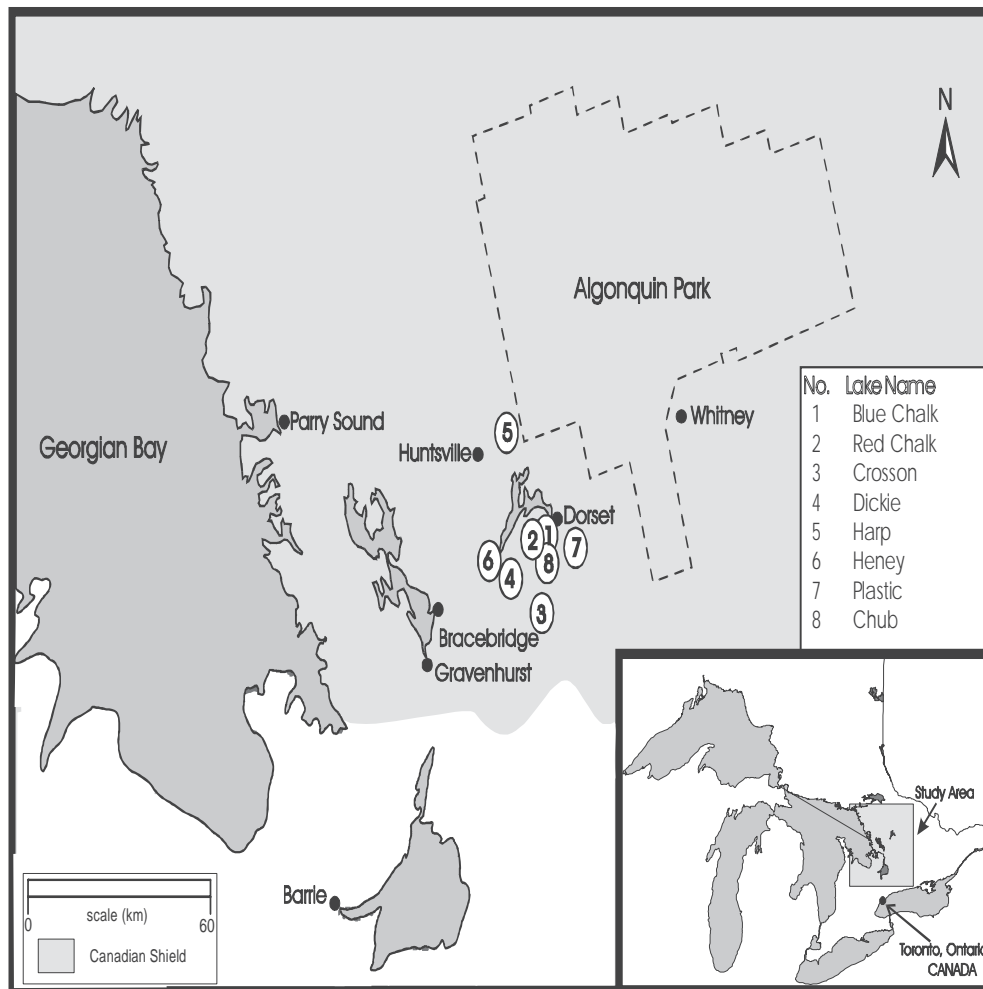 N
Algonquin Park
Georgian Bay
Parry Sound
Huntsville
Whitney
Dorset
Bracebridge
Gravenhurst
Barrie
5
1
2
7
6
8
4
3
No. Lake Name
1 Blue Chalk
2 Red Chalk
3 Crosson
4 Dickie
5 Harp
6 Heney
7 Plastic
8 Chub
scale (km)
0 60
Canadian Shield
Study Area
Toronto, Ontario
CANADA